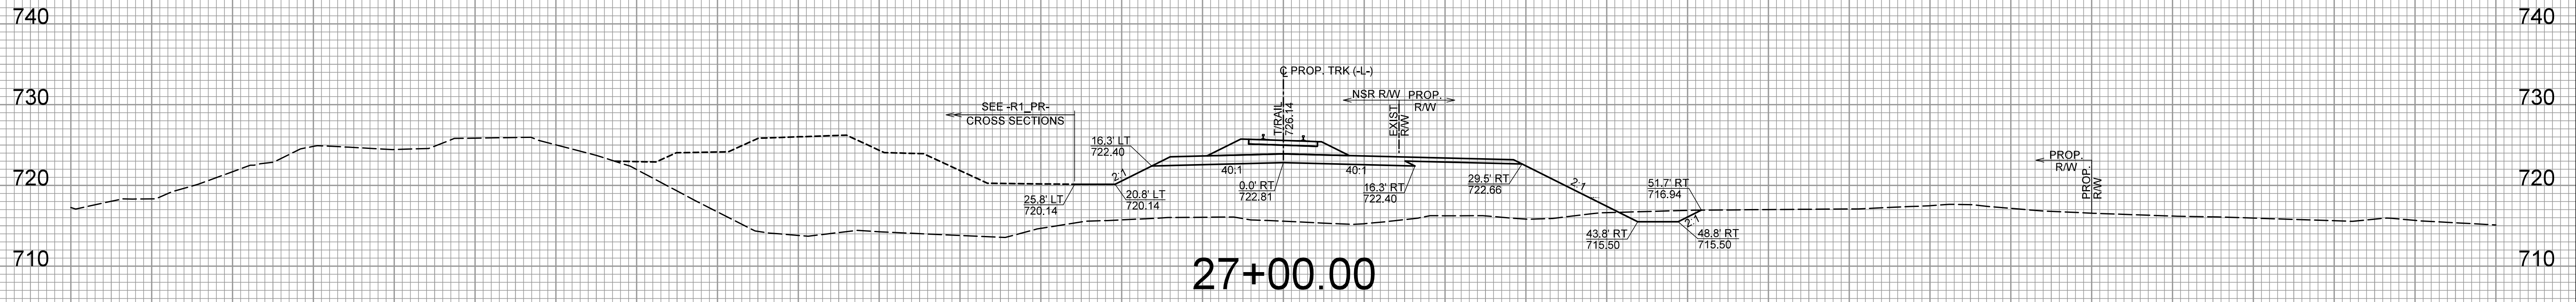 740
740
℄ PROP. TRK (-L-)
730
730
SEE -R1_PR-
CROSS SECTIONS
NSR R/W
PROP.
R/W
T/RAIL
726.14
EXIST
R/W
16.3' LT
722.40
2:1
40:1
40:1
0.0' RT
722.81
16.3' RT
722.40
29.5' RT
722.66
2:1
51.7' RT
716.94
PROP.
R/W
PROP.
R/W
720
720
25.8' LT
720.14
20.8' LT
720.14
43.8' RT
715.50
2:1
48.8' RT
715.50
710
710
27+00.00